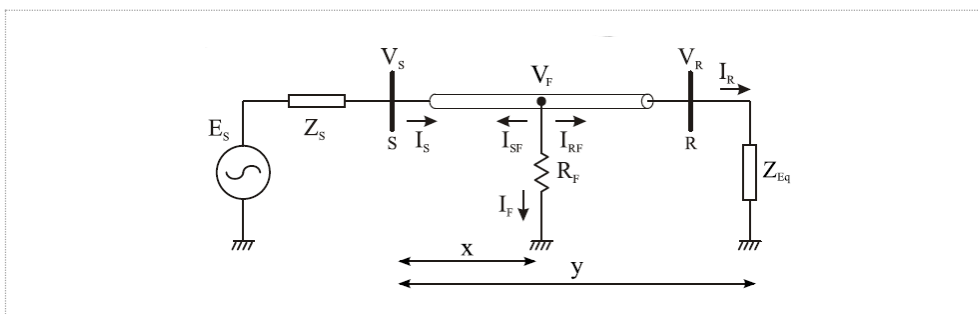 V_S V_F V_R I_R
E_S Z_S S I_S I_SF I_RF R Z_Eq
R_F
I_F
x
y